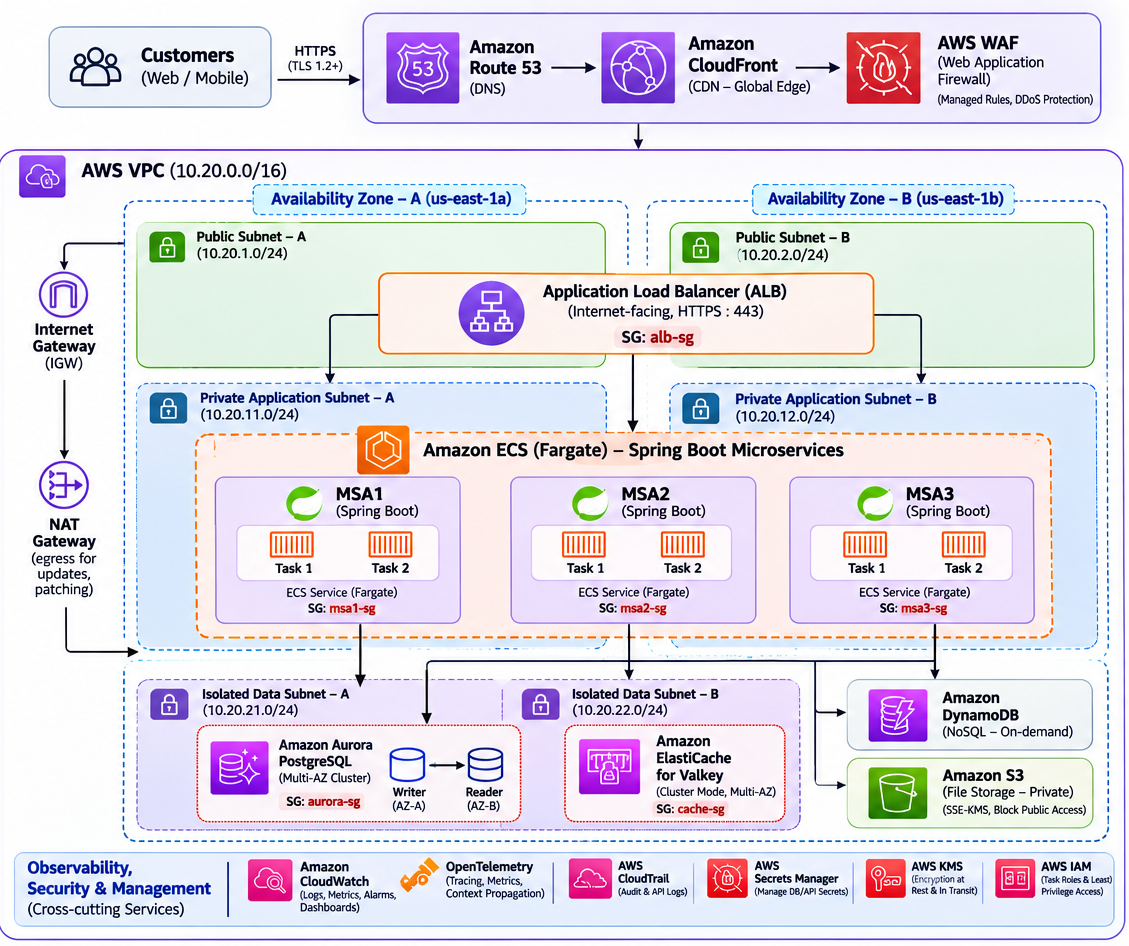 Customers
(Web / Mobile)
HTTPS
(TLS 1.2+)
53
Amazon
Route 53
(DNS)
Amazon
CloudFront
(CDN – Global Edge)
AWS WAF
(Web Application
Firewall)
(Managed Rules, DDoS Protection)
AWS VPC (10.20.0.0/16)
Availability Zone – A (us-east-1a)
Availability Zone – B (us-east-1b)
Public Subnet – A
(10.20.1.0/24)
Public Subnet – B
(10.20.2.0/24)
Application Load Balancer (ALB)
(Internet-facing, HTTPS : 443)
SG: alb-sg
Internet
Gateway
(IGW)
NAT
Gateway
(egress for
updates,
patching)
Private Application Subnet – A
(10.20.11.0/24)
Private Application Subnet – B
(10.20.12.0/24)
Amazon ECS (Fargate) – Spring Boot Microservices
MSA1
(Spring Boot)
Task 1
Task 2
ECS Service (Fargate)
SG: msa1-sg
MSA2
(Spring Boot)
Task 1
Task 2
ECS Service (Fargate)
SG: msa2-sg
MSA3
(Spring Boot)
Task 1
Task 2
ECS Service (Fargate)
SG: msa3-sg
Isolated Data Subnet – A
(10.20.21.0/24)
Amazon Aurora
PostgreSQL
(Multi-AZ Cluster)
SG: aurora-sg
Writer
(AZ-A)
Reader
(AZ-B)
Isolated Data Subnet – B
(10.20.22.0/24)
Amazon
ElastiCache
for Valkey
(Cluster Mode, Multi-AZ)
SG: cache-sg
Amazon
DynamoDB
(NoSQL – On-demand)
Amazon S3
(File Storage – Private)
(SSE-KMS, Block Public Access)
Observability,
Security & Management
(Cross-cutting Services)
Amazon
CloudWatch
(Logs, Metrics, Alarms,
Dashboards)
OpenTelemetry
(Tracing, Metrics,
Context Propagation)
AWS
CloudTrail
(Audit & API Logs)
AWS
Secrets Manager
(Manage DB/API Secrets)
AWS KMS
(Encryption at
Rest & In Transit)
AWS IAM
(Task Roles & Least)
Privilege Access)